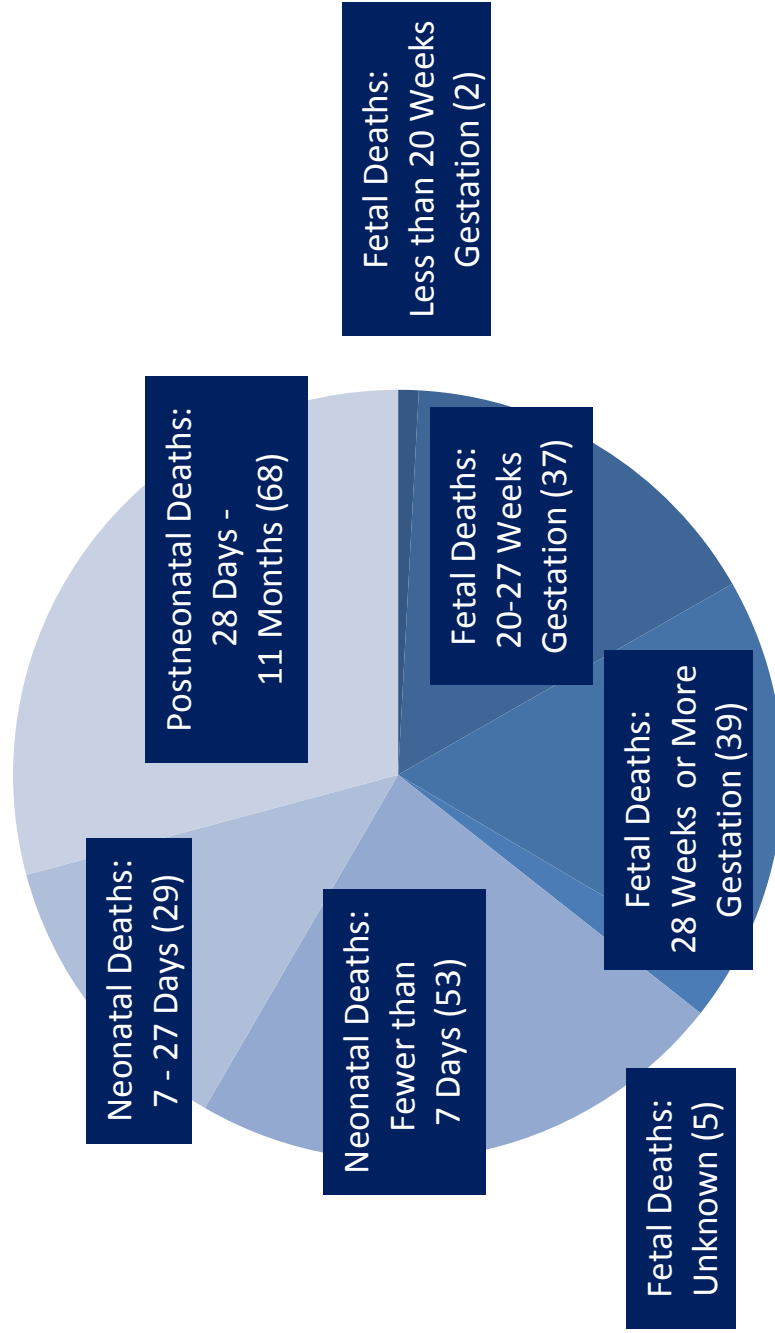 Neonatal Deaths:
7 - 27 Days (29)
Postneonatal Deaths:
28 Days -
11 Months (68)
Neonatal Deaths:
Fewer than
7 Days (53)
Fetal Deaths:
Less than 20 Weeks
Gestation (2)
Fetal Deaths:
20-27 Weeks
Gestation (37)
Fetal Deaths:
28 Weeks or More
Gestation (39)
Fetal Deaths:
Unknown (5)